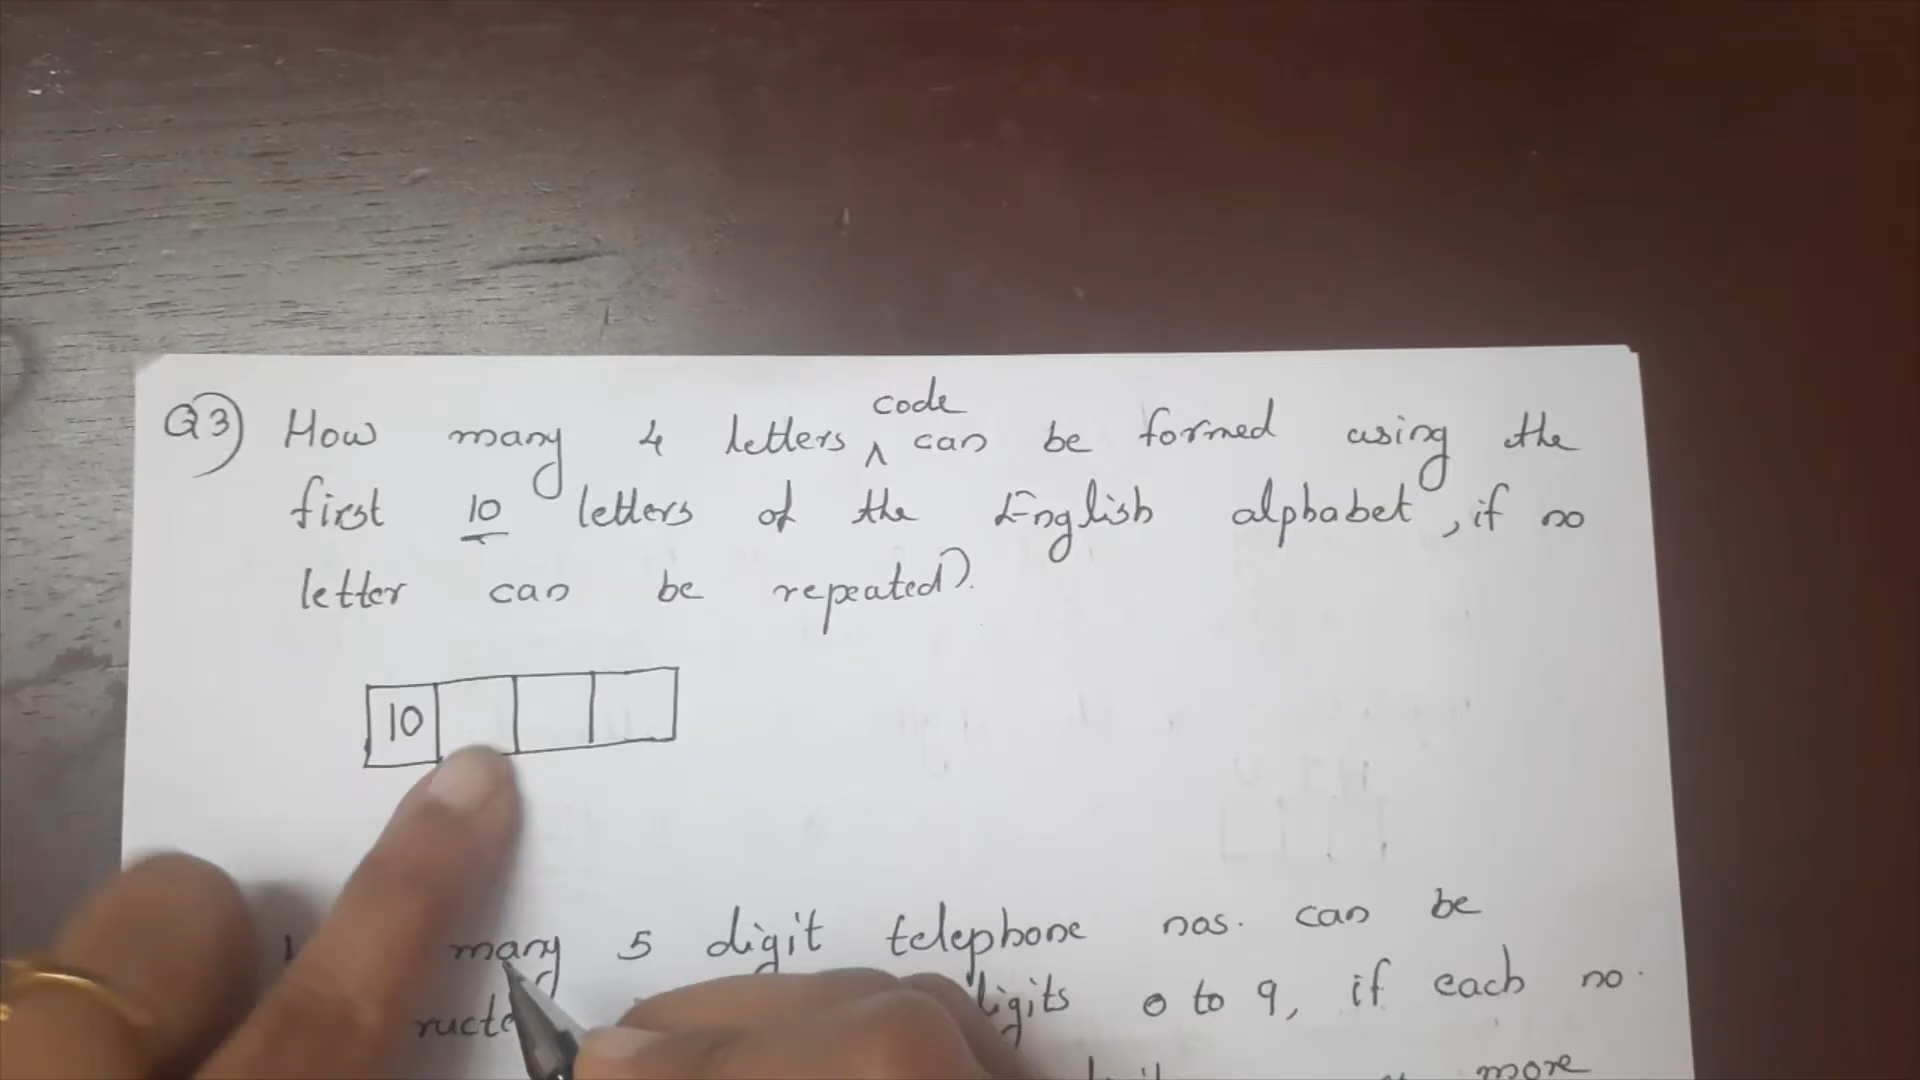 Q3) How many 4 letters ^ code can be formed using the
first 10 letters of the English alphabet, if no
letter can be repeated?
10
many 5 digit telephone nos. can be
digits 0 to 9, if each no.
more